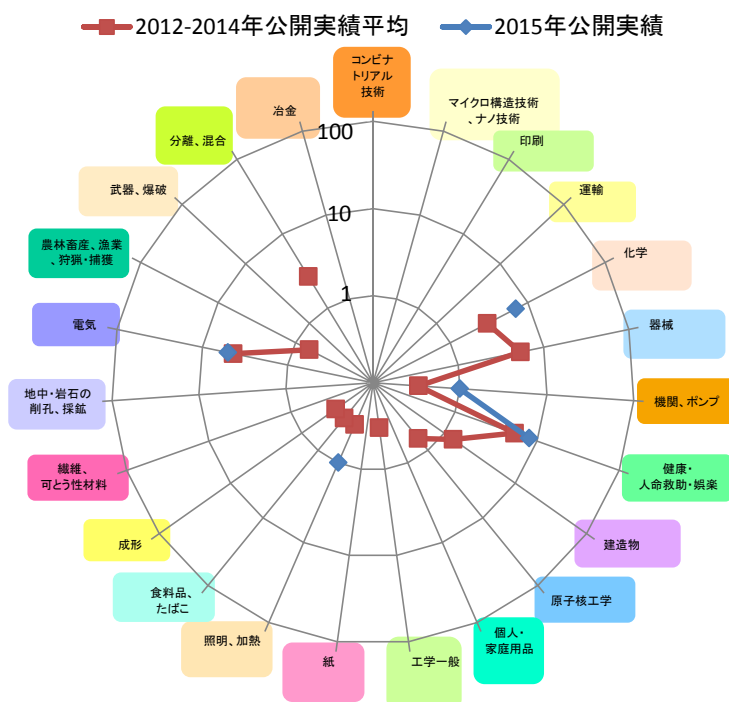 2012-2014年公開実績平均
2015年公開実績
コンビナ
トリアル
技術
マイクロ構造技術
、ナノ技術
印刷
運輸
化学
器械
機関、ポンプ
健康・
人命救助・娯楽
建造物
原子核工学
個人・
家庭用品
工学一般
紙
照明、加熱
食料品、
たばこ
成形
繊維、
可とう性材料
地中・岩石の
削孔、採鉱
電気
農林畜産、漁業
、狩猟・捕獲
武器、爆破
分離、混合
冶金
100
10
1